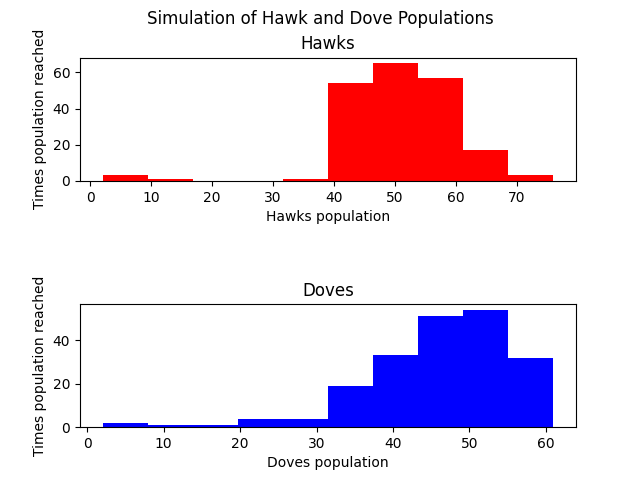 Simulation of Hawk and Dove Populations
Hawks
Times population reached
60
40
20
0
0 10 20 30 40 50 60 70
Hawks population
Doves
Times population reached
40
20
0
0 10 20 30 40 50 60
Doves population